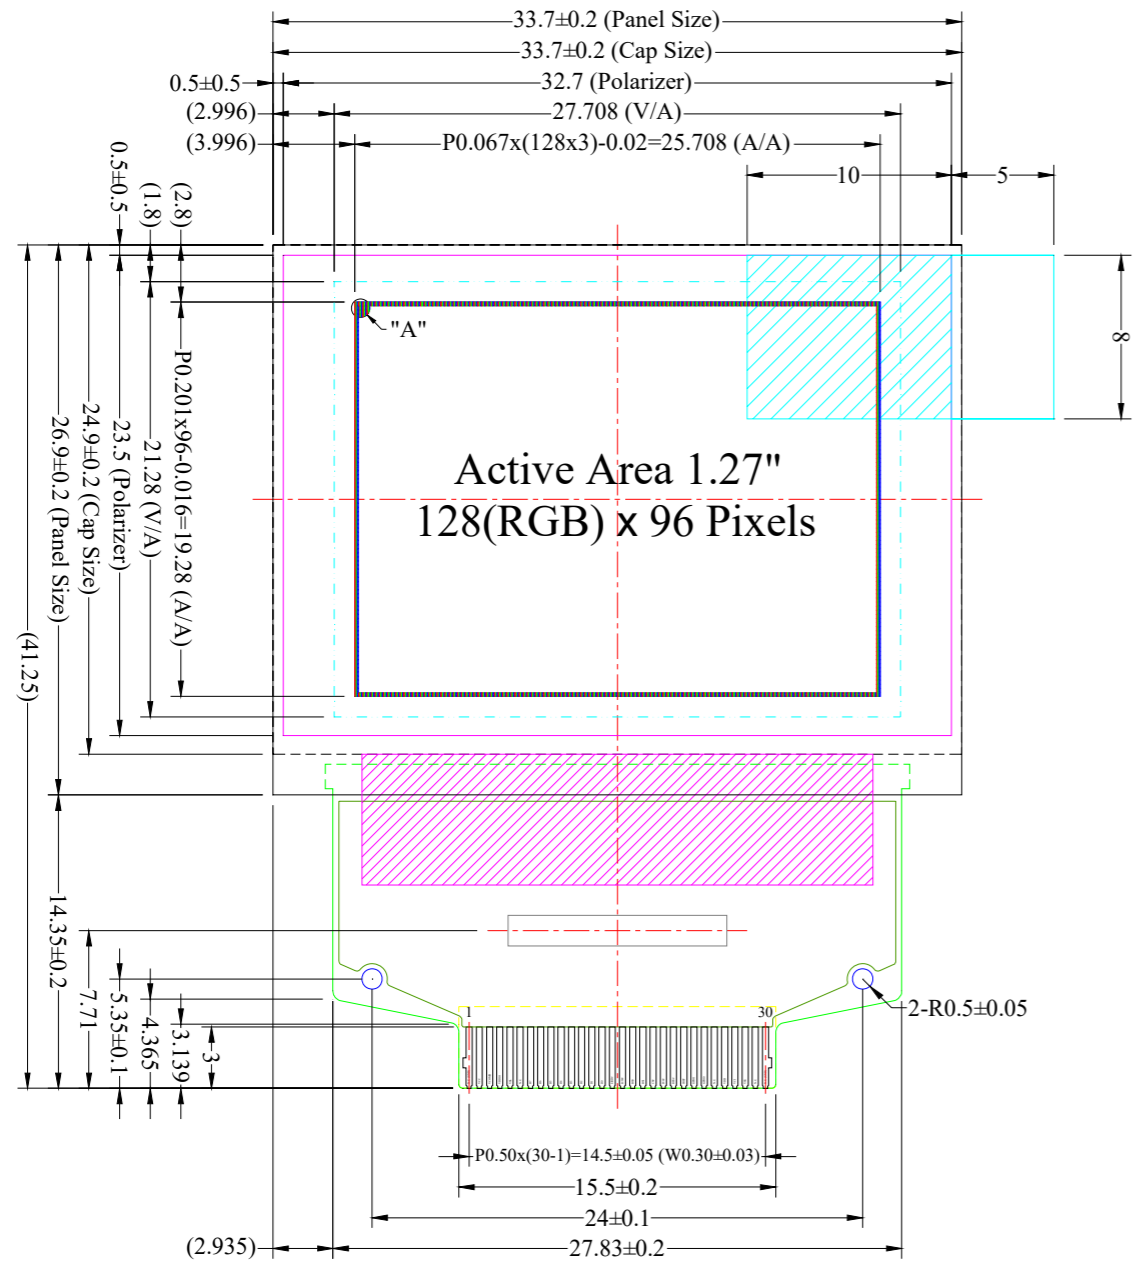 33.7±0.2 (Panel Size)
33.7±0.2 (Cap Size)
0.5±0.5
32.7 (Polarizer)
(2.996)
27.708 (V/A)
(3.996)
P0.067x(128x3)-0.02=25.708 (A/A)
10
5
0.5±0.5
(1.8)
(2.8)
8
"A"
P0.201x96-0.016=19.28 (A/A)
21.28 (V/A)
23.5 (Polarizer)
24.9±0.2 (Cap Size)
26.9±0.2 (Panel Size)
(41.25)
Active Area 1.27"
128(RGB) x 96 Pixels
14.35±0.2
7.71
5.35±0.1
4.365
3.139
3
1
30
2-R0.5±0.05
P0.50x(30-1)=14.5±0.05 (W0.30±0.03)
15.5±0.2
24±0.1
(2.935)
27.83±0.2